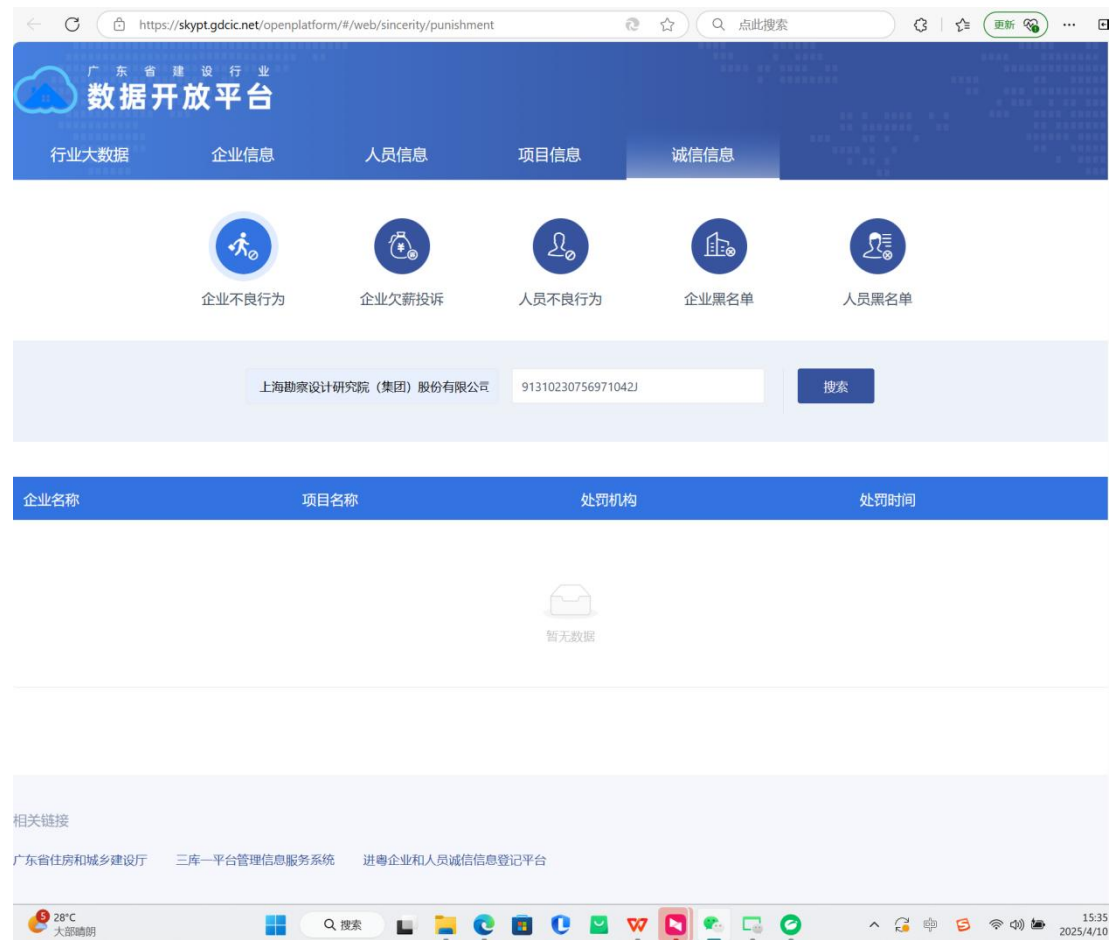 https://skypt.gdcic.net/openplatform/#/web/sincerity/punishment
点此搜索
更新
广东省建设行业
数据开放平台
行业大数据 企业信息 人员信息 项目信息 诚信信息
企业不良行为 企业欠薪投诉 人员不良行为 企业黑名单 人员黑名单
上海勘察设计研究院（集团）股份有限公司 91310230756971042J 搜索
企业名称 项目名称 处罚机构 处罚时间
暂无数据
相关链接
广东省住房和城乡建设厅 三库一平台管理信息服务系统 进粤企业和人员诚信信息登记平台
5 28°C
大部晴朗
搜索
中
15:35
2025/4/10